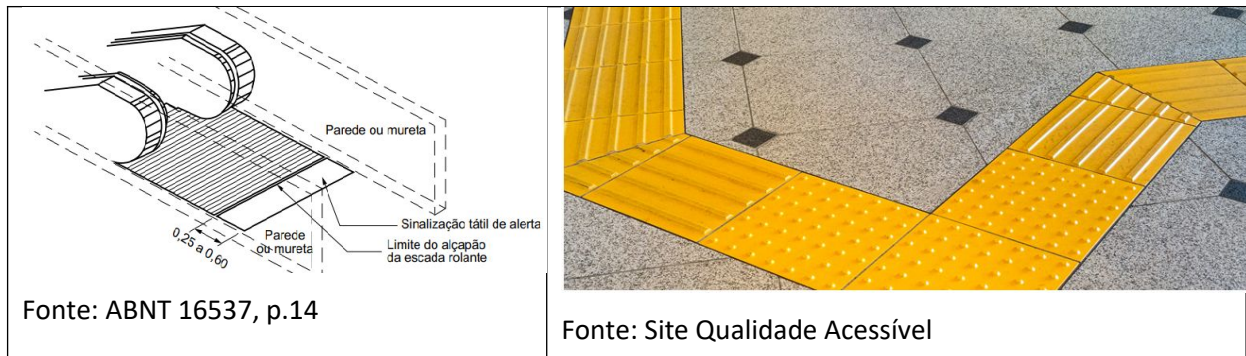 Parede ou mureta
Sinalização tátil de alerta
Limite do alçapão
da escada rolante
Parede
ou mureta
0,25 a 0,60
Fonte: ABNT 16537, p.14
Fonte: Site Qualidade Acessível